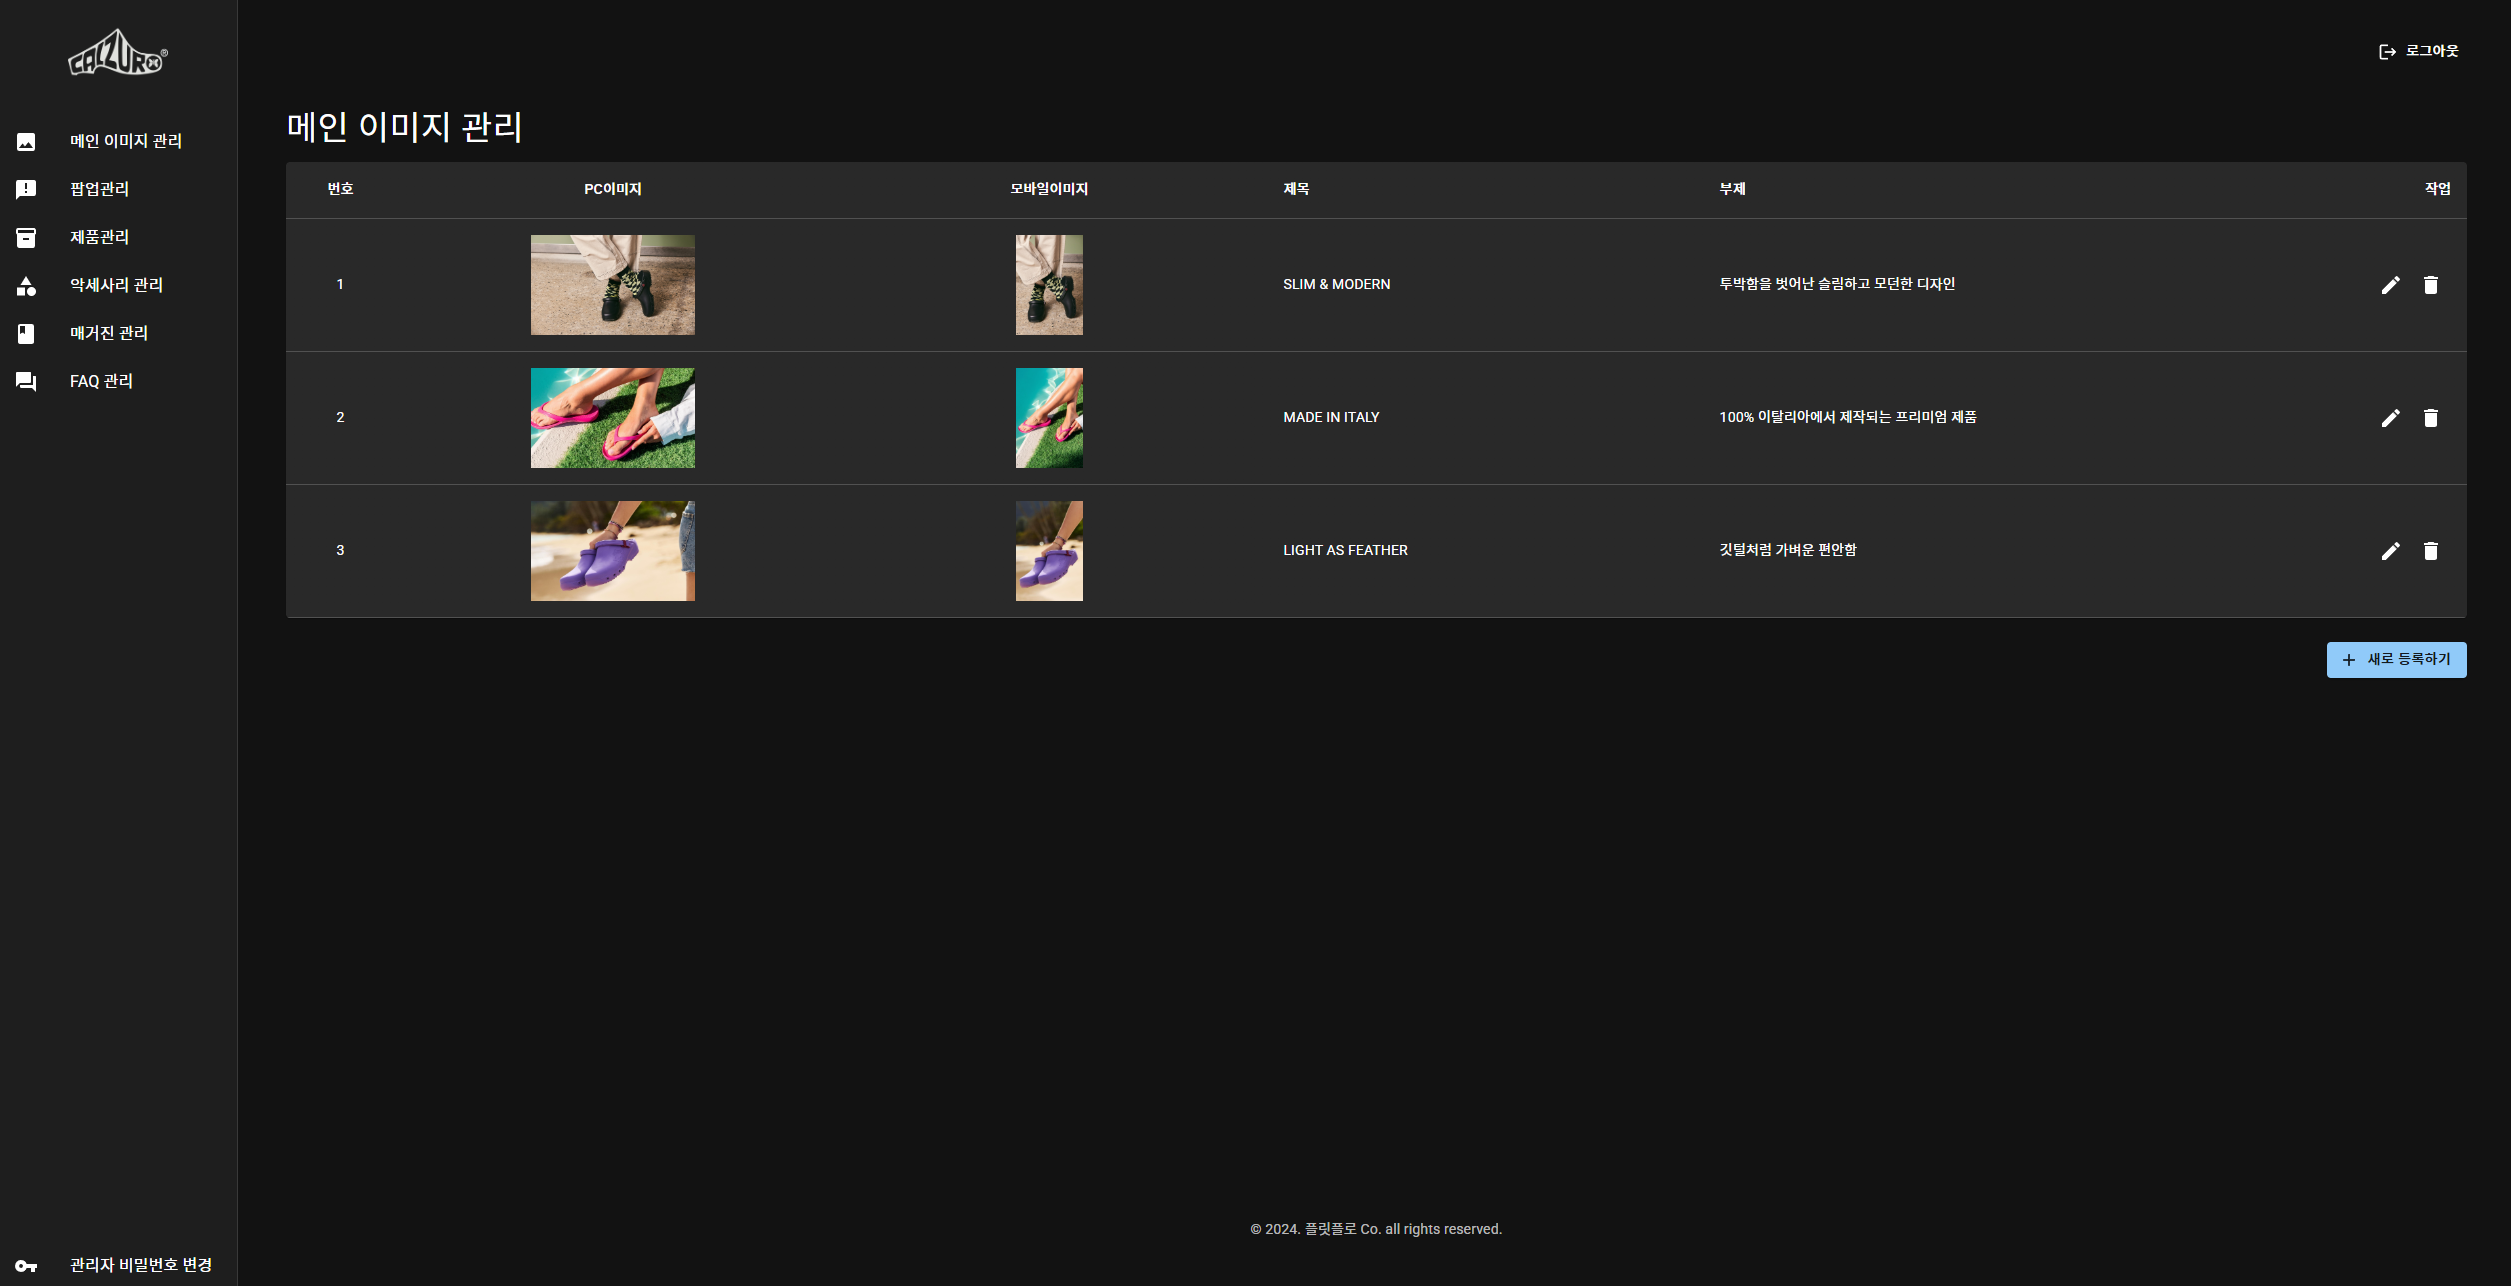 CALZURO®
로그아웃
메인 이미지 관리
팝업관리
제품관리
악세사리 관리
매거진 관리
FAQ 관리
관리자 비밀번호 변경
메인 이미지 관리
번호 PC이미지 모바일이미지 제목 부제 작업
1 SLIM & MODERN 투박함을 벗어난 슬림하고 모던한 디자인
2 MADE IN ITALY 100% 이탈리아에서 제작되는 프리미엄 제품
3 LIGHT AS FEATHER 깃털처럼 가벼운 편안함
새로 등록하기
© 2024. 플릿플로 Co. all rights reserved.